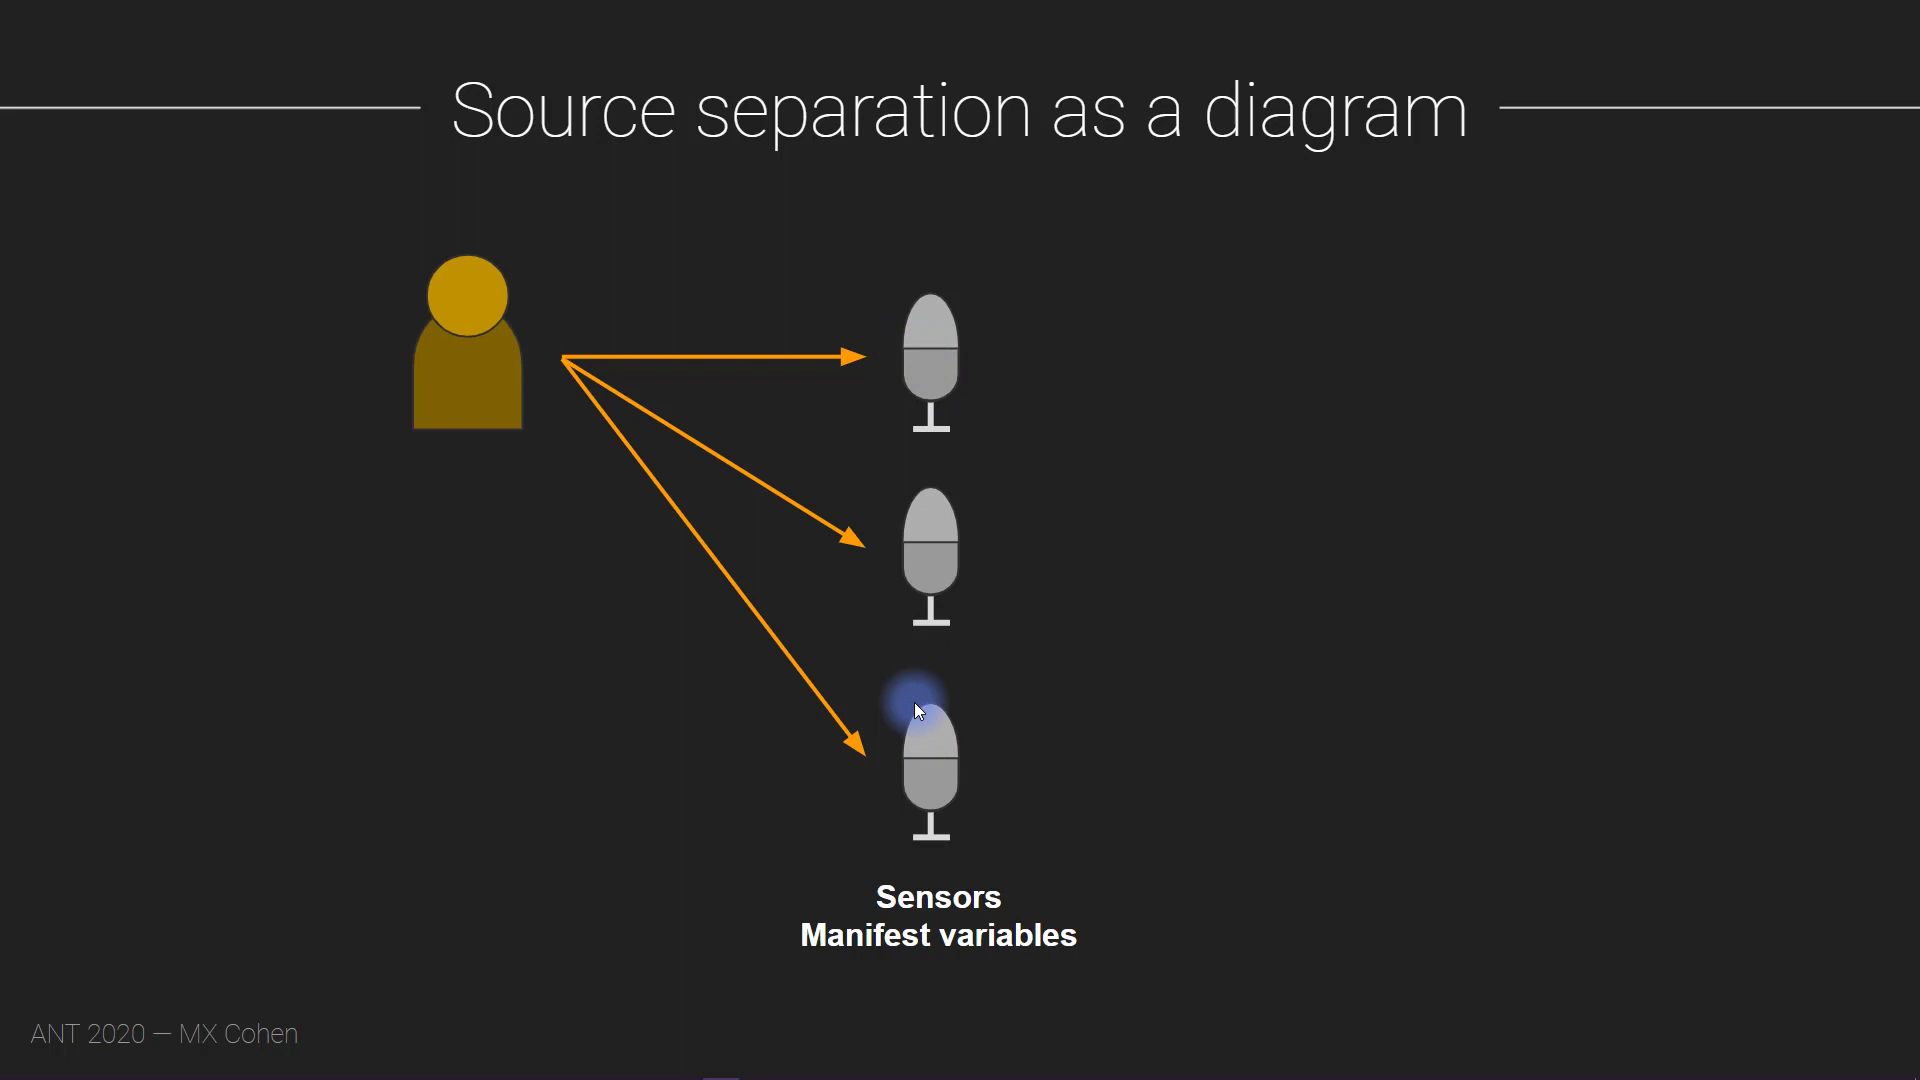 Source separation as a diagram
Sensors
Manifest variables
ANT 2020 — MX Cohen